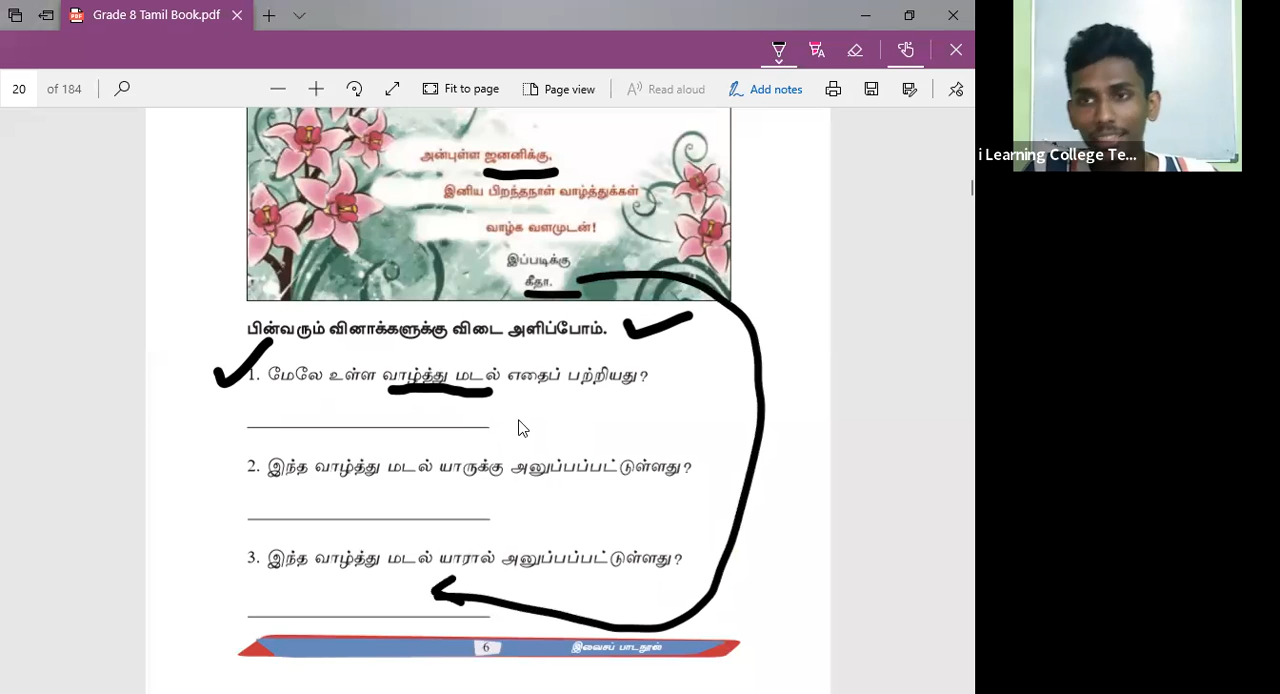 Grade 8 Tamil Book.pdf
20 of 184
Fit to page
Page view
Read aloud
Add notes
i Learning College Te...
அன்புள்ள ஜனனிக்கு,
இனிய பிறந்தநாள் வாழ்த்துக்கள்
வாழ்க வளமுடன்!
இப்படிக்கு
கீதா.
பின்வரும் வினாக்களுக்கு விடை அளிப்போம்.
1. மேலே உள்ள வாழ்த்து மடல் எதைப் பற்றியது?
2. இந்த வாழ்த்து மடல் யாருக்கு அனுப்பப்பட்டுள்ளது?
3. இந்த வாழ்த்து மடல் யாரால் அனுப்பப்பட்டுள்ளது?
6 இலவசப் பாடநூல்